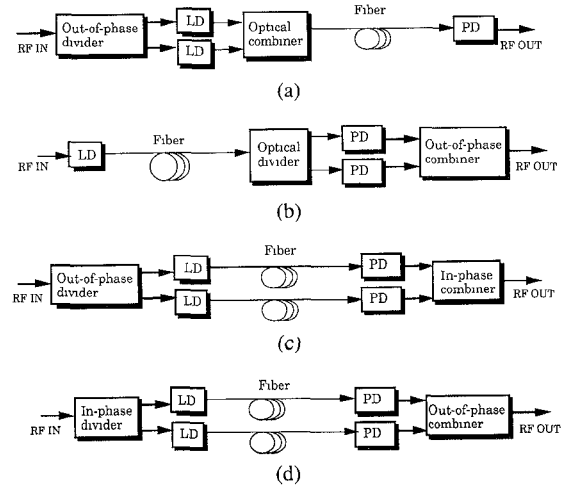 Fiber
Out-of-phase divider
LD
LD
Optical combiner
PD
RF IN
RF OUT
(a)
Fiber
LD
Optical divider
PD
PD
Out-of-phase combiner
RF IN
RF OUT
(b)
Fiber
Out-of-phase divider
LD
LD
PD
PD
In-phase combiner
RF IN
RF OUT
(c)
Fiber
In-phase divider
LD
LD
PD
PD
Out-of-phase combiner
RF IN
RF OUT
(d)